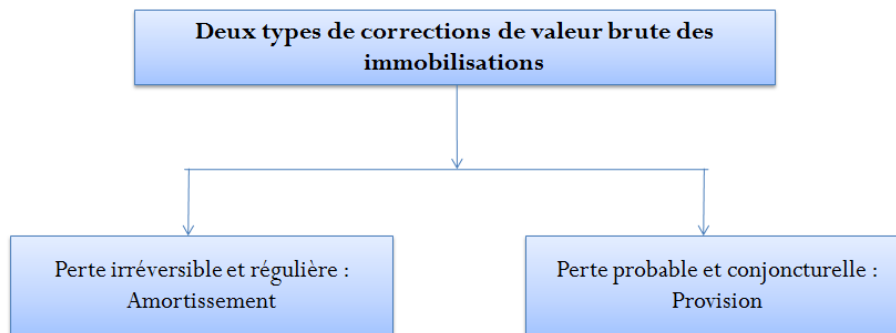 Deux types de corrections de valeur brute des
immobilisations
Perte irréversible et régulière :
Amortissement
Perte probable et conjoncturelle :
Provision